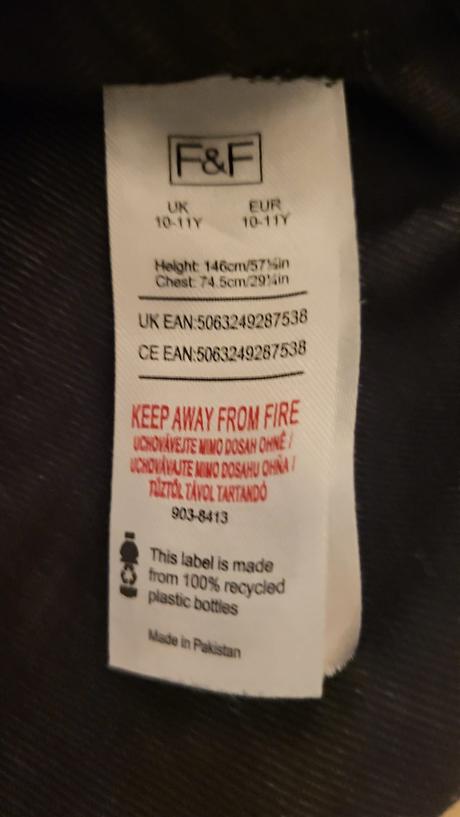 F&F
UK EUR
10-11Y 10-11Y
Height: 146cm/57½in
Chest: 74.5cm/29¼in
UK EAN:5063249287538
CE EAN:5063249287538
KEEP AWAY FROM FIRE
UCHOVÁVEJTE MIMO DOSAH OHNĚ /
UCHOVÁVAJTE MIMO DOSAHU OHŇA /
TŰZTŐL TÁVOL TARTANDÓ
903-8413
This label is made
from 100% recycled
plastic bottles
Made in Pakistan